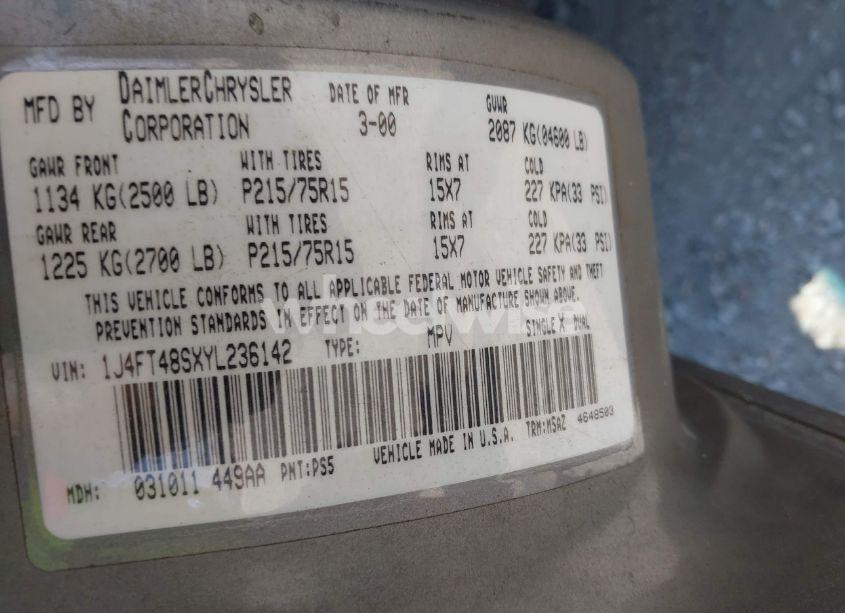 MFD BY DAIMLERCHRYSLER CORPORATION
DATE OF MFR 3-00
GVWR 2087 KG(04600 LB)
GAWR FRONT WITH TIRES RIMS AT COLD
1134 KG(2500 LB) P215/75R15 15X7 227 KPA(33 PSI)
GAWR REAR WITH TIRES RIMS AT COLD
1225 KG(2700 LB) P215/75R15 15X7 227 KPA(33 PSI)
THIS VEHICLE CONFORMS TO ALL APPLICABLE FEDERAL MOTOR VEHICLE SAFETY AND THEFT
PREVENTION STANDARDS IN EFFECT ON THE DATE OF MANUFACTURE SHOWN ABOVE.
wheelwise
VIN: 1J4FT48SXYL236142 TYPE: MPV SINGLE X DUAL
MDH: 031011 449AA PNT:PS5 VEHICLE MADE IN U.S.A. TRM:MSAZ 4648503